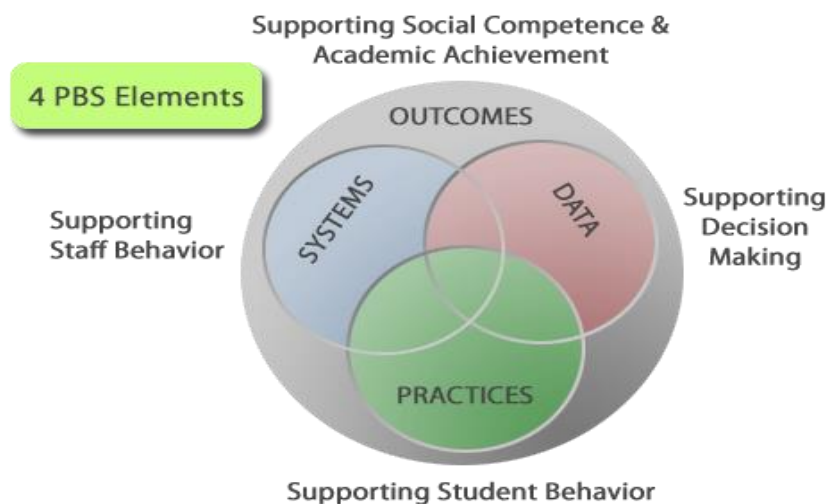 Supporting Social Competence &
Academic Achievement
4 PBS Elements
OUTCOMES
SYSTEMS
DATA
Supporting
Staff Behavior
Supporting
Decision
Making
PRACTICES
Supporting Student Behavior